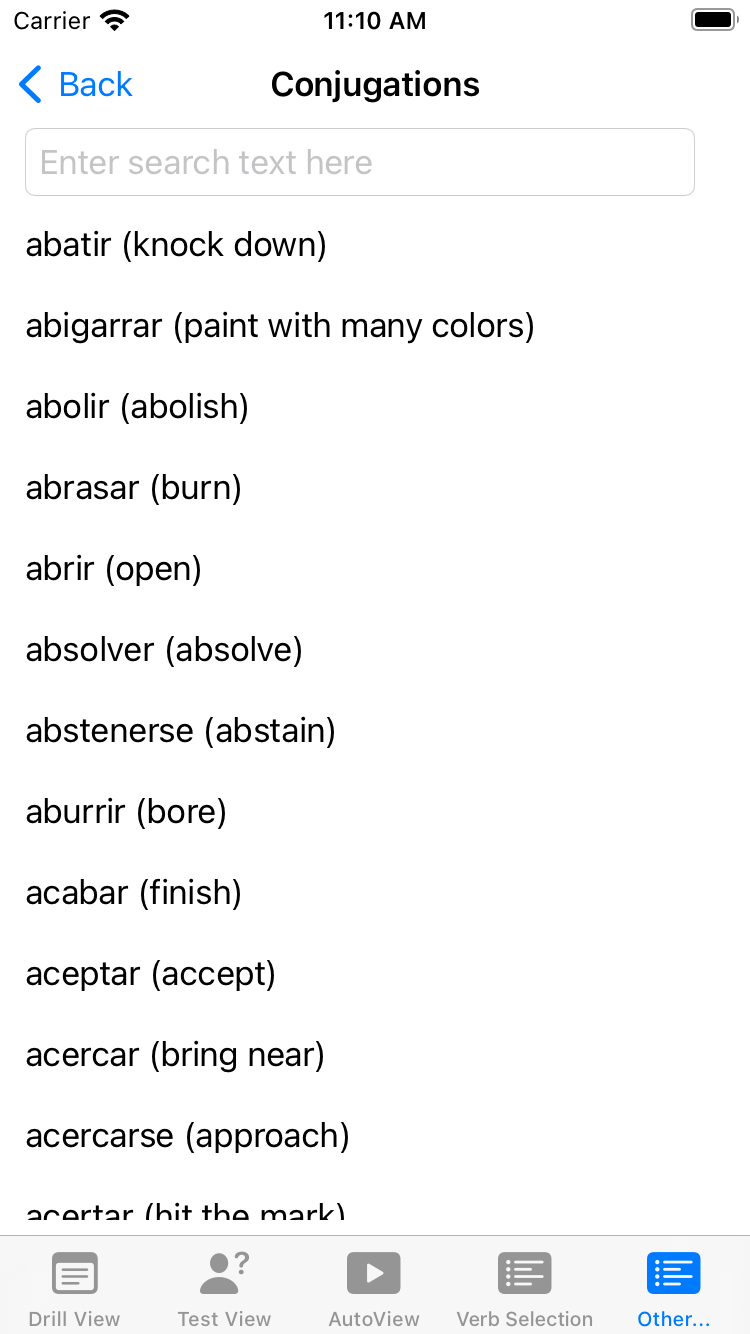 Carrier 11:10 AM
Back Conjugations
Enter search text here
abatir (knock down)
abigarrar (paint with many colors)
abolir (abolish)
abrasar (burn)
abrir (open)
absolver (absolve)
abstenerse (abstain)
aburrir (bore)
acabar (finish)
aceptar (accept)
acercar (bring near)
acercarse (approach)
acertar (hit the mark)
Drill View Test View AutoView Verb Selection Other...